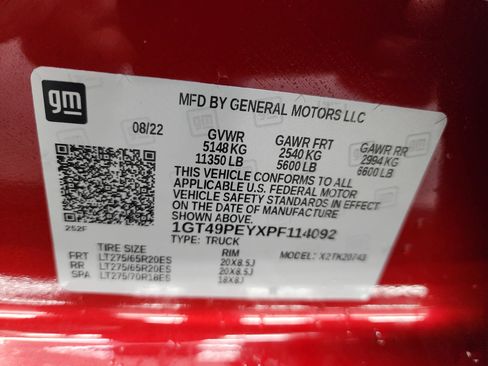 gm
MFD BY GENERAL MOTORS LLC
08/22 GVWR GAWR FRT GAWR RR
5148 KG 2540 KG 2994 KG
11350 LB 5600 LB 6600 LB
THIS VEHICLE CONFORMS TO ALL
APPLICABLE U.S. FEDERAL MOTOR
VEHICLE SAFETY STANDARDS IN EFFECT
ON THE DATE OF MANUFACTURE
SHOWN ABOVE.
1GT49PEYXPF114092
252F TYPE: TRUCK MODEL: X2TK20743
TIRE SIZE RIM
FRT LT275/65R20ES 20X8.5J
RR LT275/65R20ES 20X8.5J
SPA LT275/70R18ES 18X8J